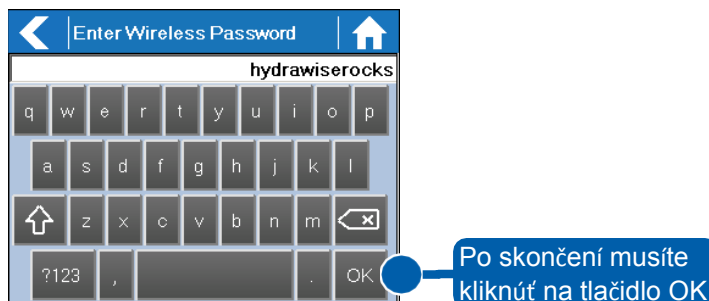 Enter Wireless Password
hydrawiserocks
q w e r t y u i o p
a s d f g h j k l
z x c v b n m
?123 , . OK
Po skončení musíte
kliknúť na tlačidlo OK